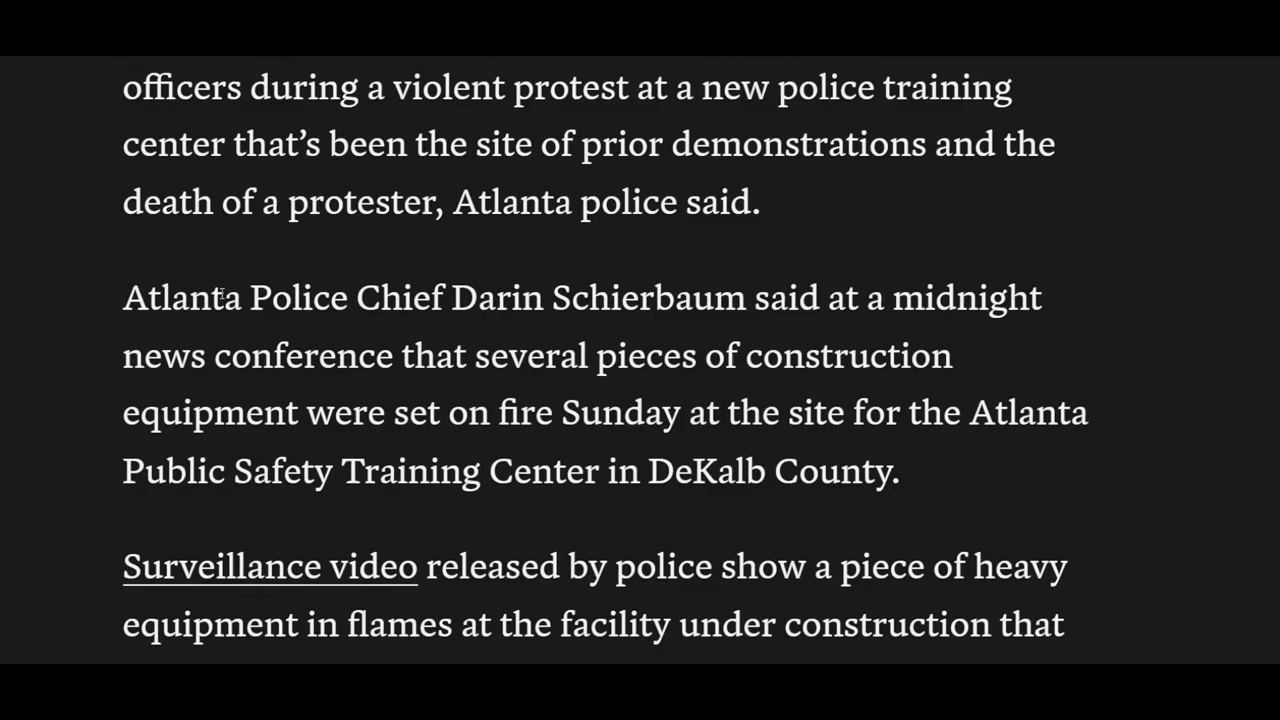 officers during a violent protest at a new police training
center that’s been the site of prior demonstrations and the
death of a protester, Atlanta police said.
Atlanta Police Chief Darin Schierbaum said at a midnight
news conference that several pieces of construction
equipment were set on fire Sunday at the site for the Atlanta
Public Safety Training Center in DeKalb County.
Surveillance video released by police show a piece of heavy
equipment in flames at the facility under construction that